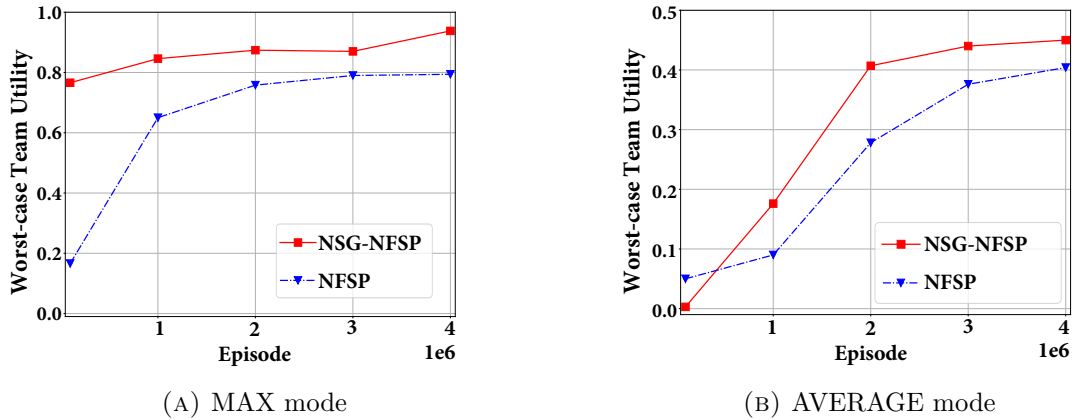 1.0
0.8
0.6
0.4
0.2
0.0
Worst-case Team Utility
NSG-NFSP
NFSP
1 2 3 4
Episode 1e6
(A) MAX mode
0.5
0.4
0.3
0.2
0.1
0.0
Worst-case Team Utility
NSG-NFSP
NFSP
1 2 3 4
Episode 1e6
(B) AVERAGE mode